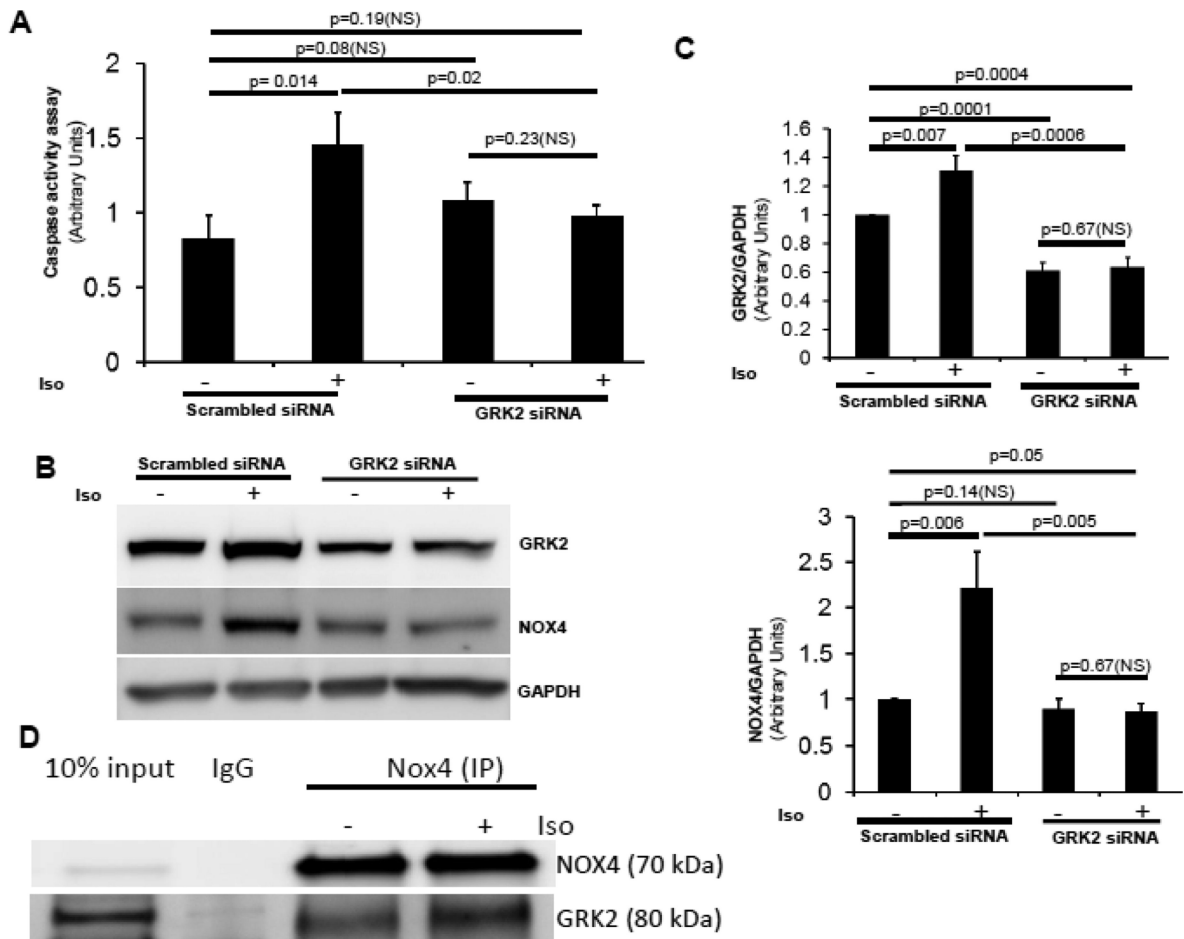 A
p=0.19(NS)
p=0.08(NS)
p= 0.014
p=0.02
p=0.23(NS)
Caspase activity assay
(Arbitrary Units)
2
1.5
1
0.5
0
Iso
- + - +
Scrambled siRNA GRK2 siRNA
B
Scrambled siRNA GRK2 siRNA
Iso - + - +
GRK2
NOX4
GAPDH
C
p=0.0004
p=0.0001
p=0.007 p=0.0006
p=0.67(NS)
GRK2/GAPDH
(Arbitrary Units)
1.6
1.4
1.2
1
0.8
0.6
0.4
0.2
0
Iso - + - +
Scrambled siRNA GRK2 siRNA
p=0.05
p=0.14(NS)
p=0.006 p=0.005
p=0.67(NS)
NOX4/GAPDH
(Arbitrary Units)
3
2.5
2
1.5
1
0.5
0
Iso - + - +
Scrambled siRNA GRK2 siRNA
D
10% input IgG Nox4 (IP)
- + Iso
NOX4 (70 kDa)
GRK2 (80 kDa)